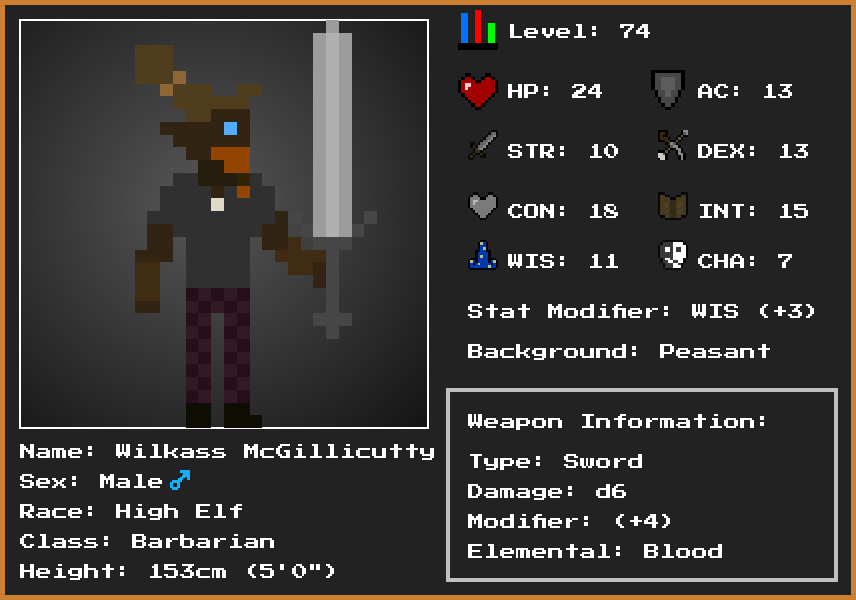 Level: 74
HP: 24 AC: 13
STR: 10 DEX: 13
CON: 18 INT: 15
WIS: 11 CHA: 7
Stat Modifier: WIS (+3)
Background: Peasant
Weapon Information:
Type: Sword
Damage: d6
Modifier: (+4)
Elemental: Blood
Name: Wilkass McGillicutty
Sex: Male ♂
Race: High Elf
Class: Barbarian
Height: 153cm (5'0")